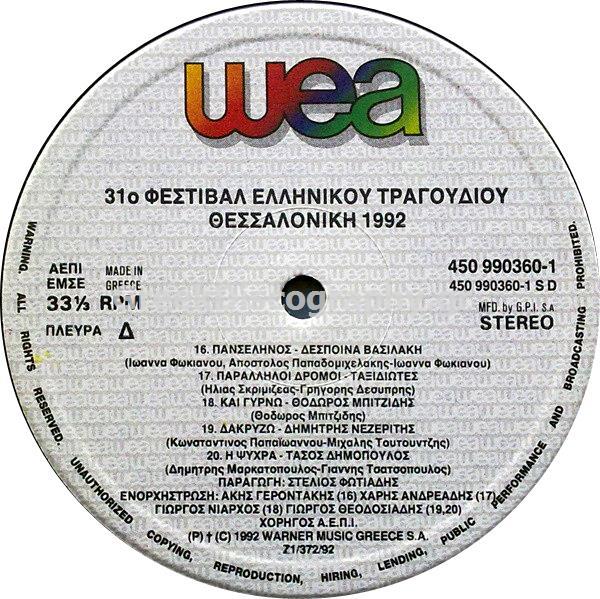 wea
31ο ΦΕΣΤΙΒΑΛ ΕΛΛΗΝΙΚΟΥ ΤΡΑΓΟΥΔΙΟΥ
ΘΕΣΣΑΛΟΝΙΚΗ 1992
ΑΕΠΙ
ΕΜΣΕ
MADE IN
GREECE
33⅓ RPM
ΠΛΕΥΡΑ Δ
450 990360-1
450 990360-1 S D
MFD. by G.P.I. S.A
STEREO
16. ΠΑΝΣΕΛΗΝΟΣ - ΔΕΣΠΟΙΝΑ ΒΑΣΙΛΑΚΗ
(Ιωαννα Φωκιανου, Αποστολος Παπαδομιχελακης-Ιωαννα Φωκιανου)
17. ΠΑΡΑΛΛΗΛΟΙ ΔΡΟΜΟΙ - ΤΑΞΙΔΙΩΤΕΣ
(Ηλιας Σκριμιζεας-Γρηγορης Δεσυπρης)
18. ΚΑΙ ΓΥΡΝΩ - ΘΟΔΩΡΟΣ ΜΠΙΤΖΙΔΗΣ
(Θοδωρος Μπιτζιδης)
19. ΔΑΚΡΥΖΩ - ΔΗΜΗΤΡΗΣ ΝΕΖΕΡΙΤΗΣ
(Κωνσταντινος Παπαϊωαννου-Μιχαλης Τουτουντζης)
20. Η ΨΥΧΡΑ - ΤΑΣΟΣ ΔΗΜΟΠΟΥΛΟΣ
(Δημητρης Μαρκατοπουλος-Γιαννης Τσατσοπουλος)
ΠΑΡΑΓΩΓΗ: ΣΤΕΛΙΟΣ ΦΩΤΙΑΔΗΣ
ΕΝΟΡΧΗΣΤΡΩΣΗ: ΑΚΗΣ ΓΕΡΟΝΤΑΚΗΣ (16) ΧΑΡΗΣ ΑΝΔΡΕΑΔΗΣ (17)
ΓΙΩΡΓΟΣ ΝΙΑΡΧΟΣ (18) ΓΙΩΡΓΟΣ ΘΕΟΔΟΣΙΑΔΗΣ (19,20)
ΧΟΡΗΓΟΣ Α.Ε.Π.Ι.
(P) † (C) 1992 WARNER MUSIC GREECE S.A.
Z1/372/92
WARNING, ALL RIGHTS RESERVED. UNAUTHORIZED COPYING, REPRODUCTION, HIRING, LENDING, PUBLIC PERFORMANCE AND BROADCASTING PROHIBITED.